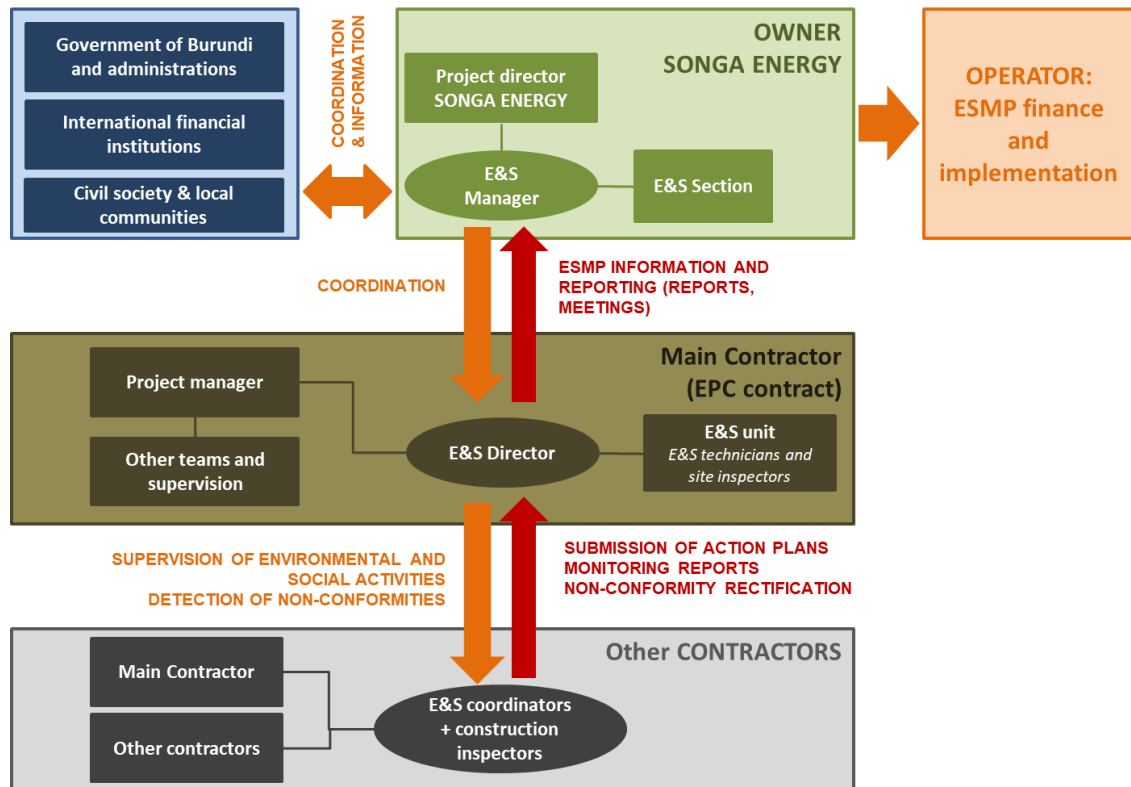 Government of Burundi
and administrations
International financial
institutions
Civil society & local
communities
COORDINATION
& INFORMATION
OWNER
SONGA ENERGY
Project director
SONGA ENERGY
E&S
Manager
E&S Section
OPERATOR:
ESMP finance
and
implementation
COORDINATION
ESMP INFORMATION AND
REPORTING (REPORTS,
MEETINGS)
Main Contractor
(EPC contract)
Project manager
Other teams and
supervision
E&S Director
E&S unit
E&S technicians and
site inspectors
SUPERVISION OF ENVIRONMENTAL AND
SOCIAL ACTIVITIES
DETECTION OF NON-CONFORMITIES
SUBMISSION OF ACTION PLANS
MONITORING REPORTS
NON-CONFORMITY RECTIFICATION
Other CONTRACTORS
Main Contractor
Other contractors
E&S coordinators
+ construction
inspectors